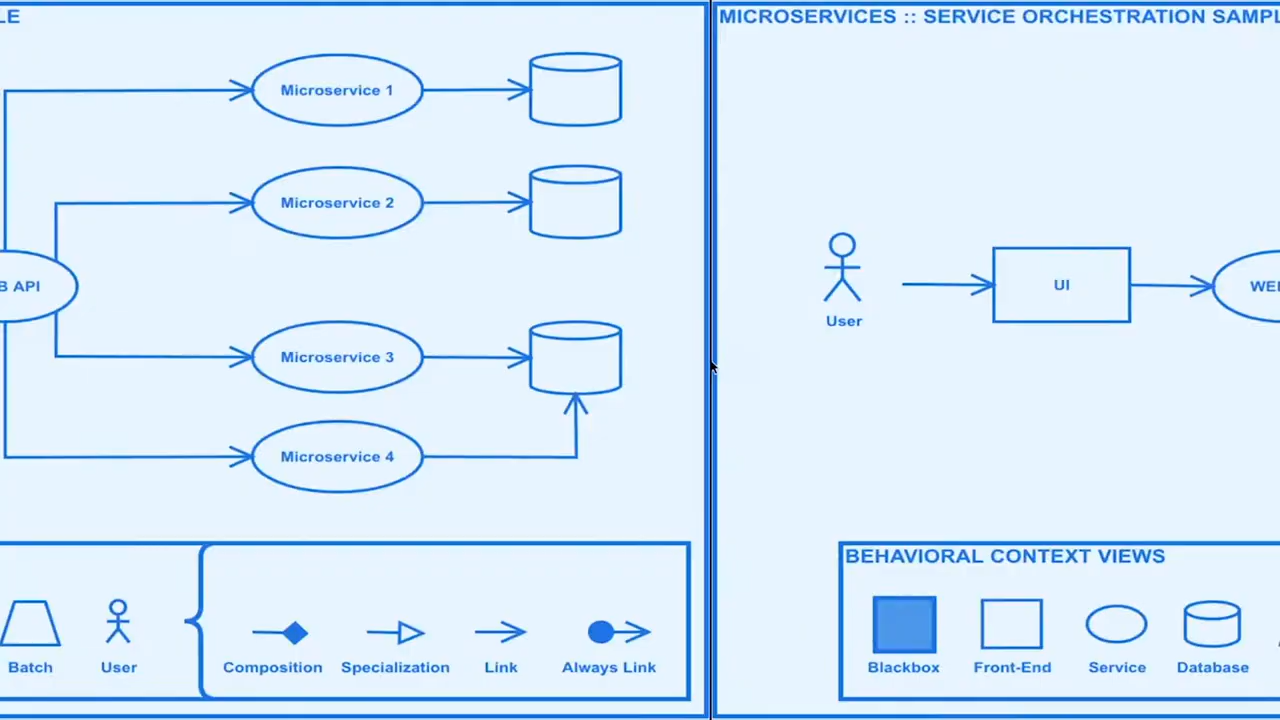 LE
Microservice 1
Microservice 2
B API
Microservice 3
Microservice 4
Batch
User
Composition
Specialization
Link
Always Link
MICROSERVICES :: SERVICE ORCHESTRATION SAMPL
User
UI
WE
BEHAVIORAL CONTEXT VIEWS
Blackbox
Front-End
Service
Database